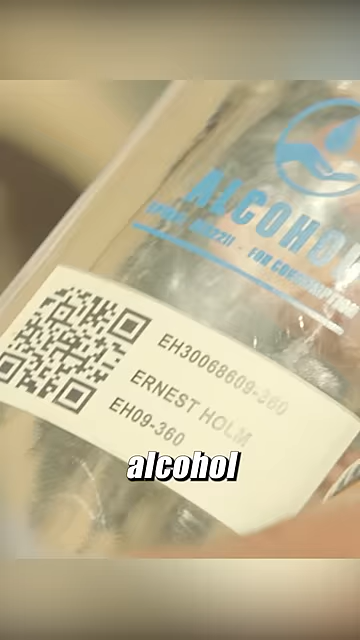 ALCOHOL
FOR CONSUMPTION
EH30068609-360
ERNEST HOLM
EH09-360
alcohol